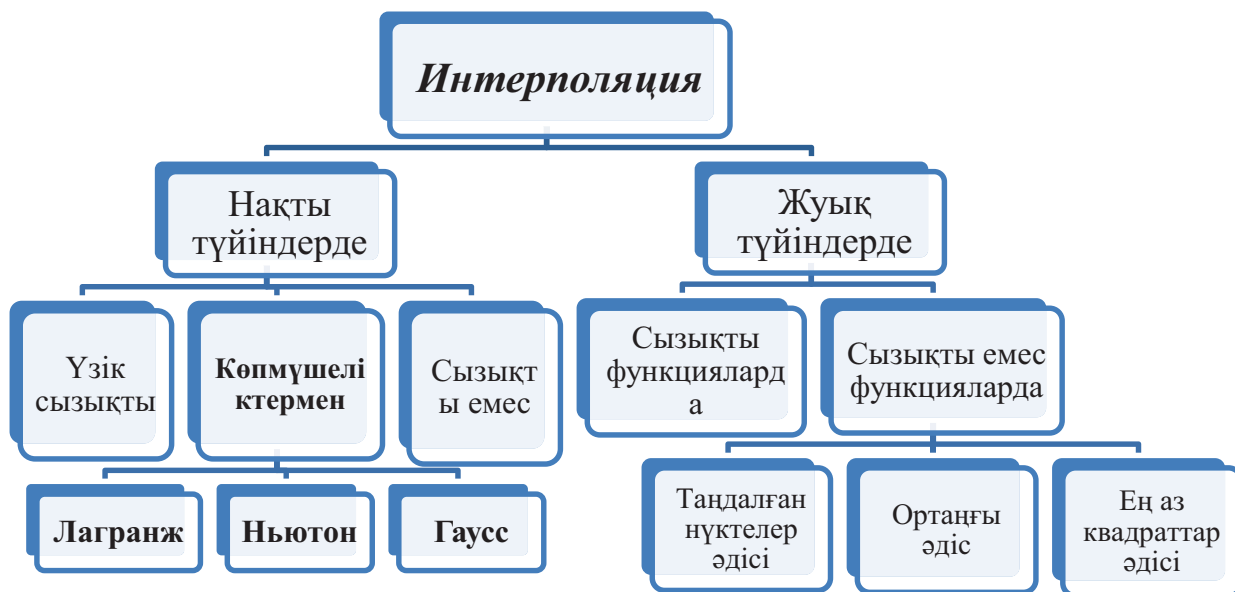 Интерполяция
Нақты
түйіндерде
Жуық
түйіндерде
Үзік
сызықты
Көпмүшелі
ктермен
Сызықт
ы емес
Сызықты
функцияларда
а
Сызықты емес
функцияларда
Лагранж
Ньютон
Гаусс
Таңдалған
нүктелер
әдісі
Ортаңғы
әдіс
Ең аз
квадраттар
әдісі